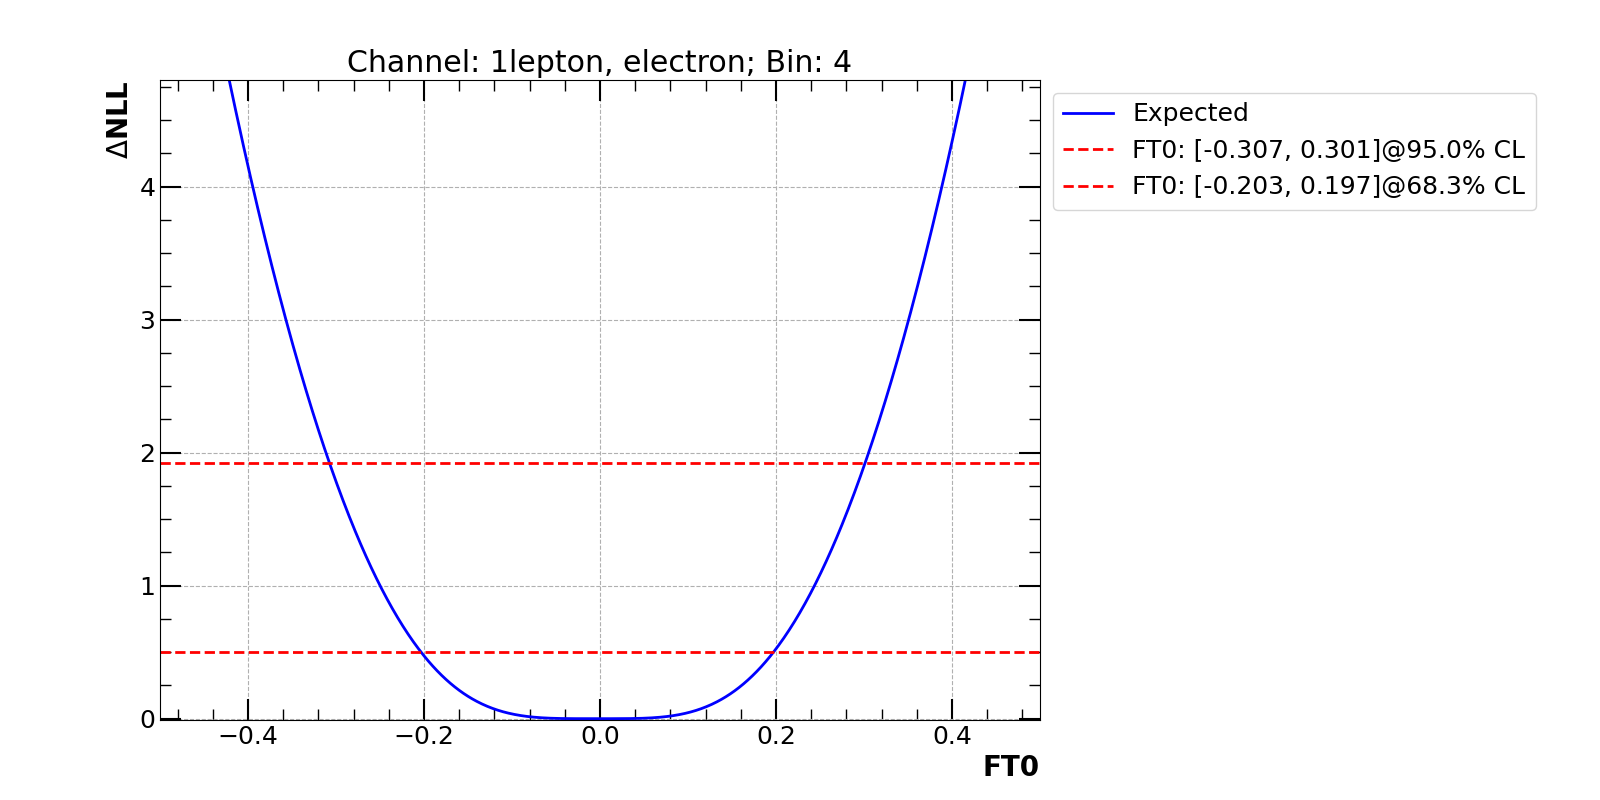 Channel: 1lepton, electron; Bin: 4
ΔNLL
4
3
2
1
0
−0.4
−0.2
0.0
0.2
0.4
FT0
Expected
FT0: [-0.307, 0.301]@95.0% CL
FT0: [-0.203, 0.197]@68.3% CL